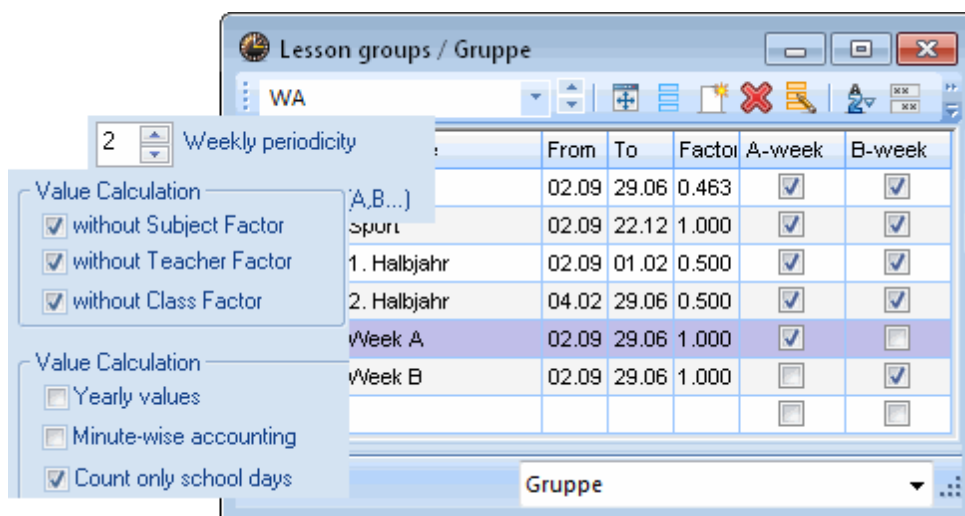 Lesson groups / Gruppe
WA
2 Weekly periodicity
From To Factor A-week B-week
(A,B...)
02.09 29.06 0.463
Sport 02.09 22.12 1.000
1. Halbjahr 02.09 01.02 0.500
2. Halbjahr 04.02 29.06 0.500
Week A 02.09 29.06 1.000
Week B 02.09 29.06 1.000
Gruppe
Value Calculation
without Subject Factor
without Teacher Factor
without Class Factor
Value Calculation
Yearly values
Minute-wise accounting
Count only school days